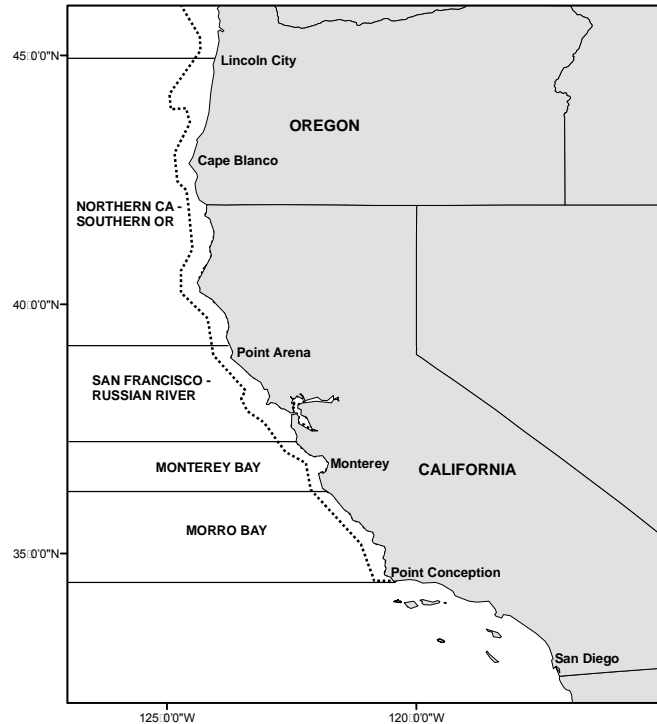 45°0'0"N
Lincoln City
OREGON
Cape Blanco
NORTHERN CA -
SOUTHERN OR
40°0'0"N
Point Arena
SAN FRANCISCO -
RUSSIAN RIVER
MONTEREY BAY
Monterey
CALIFORNIA
MORRO BAY
35°0'0"N
Point Conception
San Diego
125°0'0"W
120°0'0"W